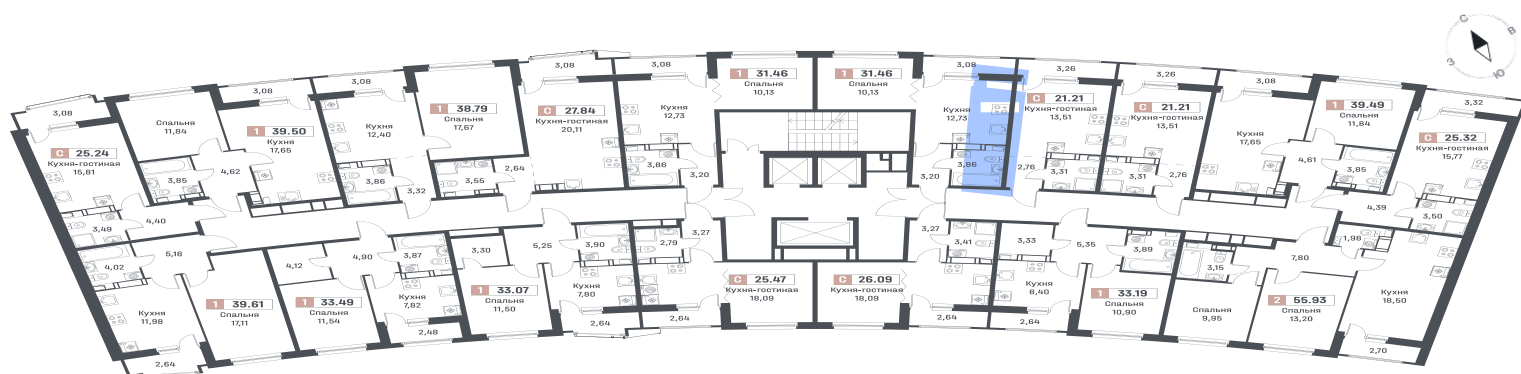 С
В
З
Ю
3,08
3,08
3,08
3,08
3,08
3,08
3,26
3,26
3,08
3,32
С 25.24
Кухня-гостиная
15,81
Спальня
11,84
1 39.50
Кухня
17,65
Кухня
12,40
1 38.79
Спальня
17,67
С 27.84
Кухня-гостиная
20,11
Кухня
12,73
1 31.46
Спальня
10,13
1 31.46
Спальня
10,13
Кухня
12,73
С 21.21
Кухня-гостиная
13,51
С 21.21
Кухня-гостиная
13,51
Кухня
17,65
1 39.49
Спальня
11,84
С 25.32
Кухня-гостиная
15,77
3,85
4,62
3,86
3,32
3,55
2,64
3,86
3,20
3,86
3,20
2,76
3,31
3,31
2,76
4,61
3,85
4,39
3,50
3,49
4,40
4,02
5,18
4,12
4,90
3,87
3,30
5,25
3,90
2,79
3,27
3,27
3,41
3,33
5,35
3,89
3,15
7,80
1,98
Кухня
11,98
1 39.61
Спальня
17,11
1 33.49
Спальня
11,54
Кухня
7,82
1 33.07
Спальня
11,50
Кухня
7,80
С 25.47
Кухня-гостиная
18,09
С 26.09
Кухня-гостиная
18,09
Кухня
8,40
1 33.19
Спальня
10,90
Спальня
9,95
2 55.93
Спальня
13,20
Кухня
18,50
2,64
2,48
2,64
2,64
2,64
2,64
2,70